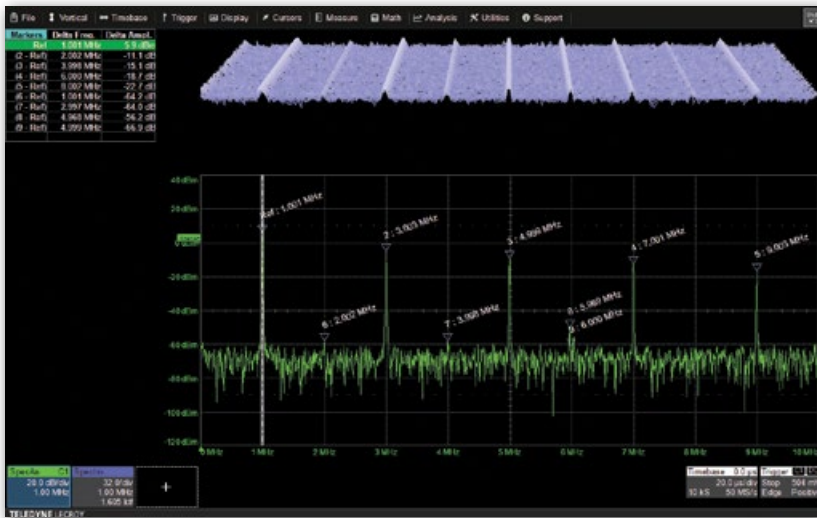 File Vertical Timebase Trigger Display Cursors Measure Math Analysis Utilities Support
Markers Delta Freq. Delta Ampl.
Ref 1.001 MHz 5.9 dBm
(2 - Ref) 2.002 MHz -11.1 dB
(3 - Ref) 3.998 MHz -15.1 dB
(4 - Ref) 6.000 MHz -18.7 dB
(5 - Ref) 8.002 MHz -22.7 dB
(6 - Ref) 1.001 MHz -64.2 dB
(7 - Ref) 2.997 MHz -64.0 dB
(8 - Ref) 4.968 MHz -56.2 dB
(9 - Ref) 4.999 MHz -66.9 dB
40 dBm
20 dBm
0 dBm
-20 dBm
-40 dBm
-60 dBm
-80 dBm
-100 dBm
-120 dBm
Ref : 1.001 MHz
2 : 3.003 MHz
3 : 4.999 MHz
4 : 7.001 MHz
5 : 9.003 MHz
6 : 2.002 MHz
7 : 3.998 MHz
8 : 5.969 MHz
9 : 6.000 MHz
0 MHz 1 MHz 2 MHz 3 MHz 4 MHz 5 MHz 6 MHz 7 MHz 8 MHz 9 MHz 10 MHz
SpecAn C1
20.0 dB/div
1.00 MHz
32.0/div
1.00 MHz
+
Timebase 0.0 µs
20.0 µs/div
10 kS 50 MS/s
Trigger
Stop 504 mV
Edge Positive
TELEDYNE LECROY